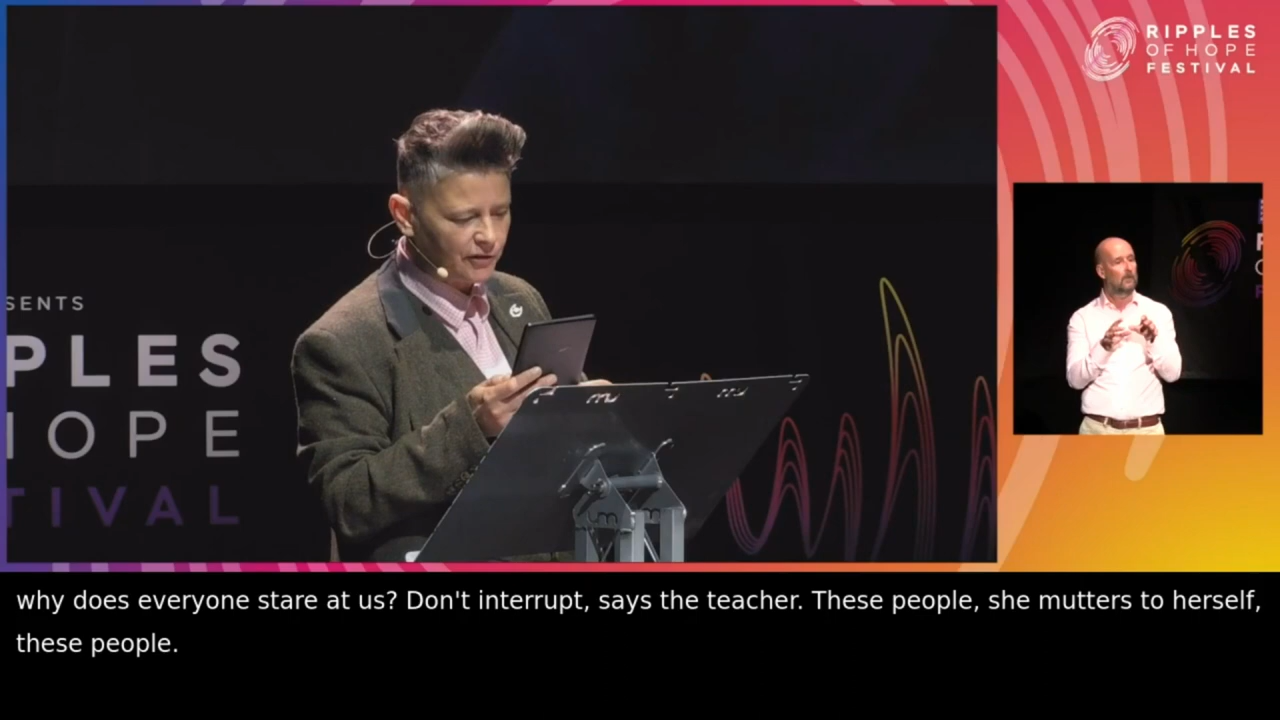 RIPPLES
OF HOPE
FESTIVAL
SENTS
PLES
HOPE
TIVAL
why does everyone stare at us? Don't interrupt, says the teacher. These people, she mutters to herself,
these people.